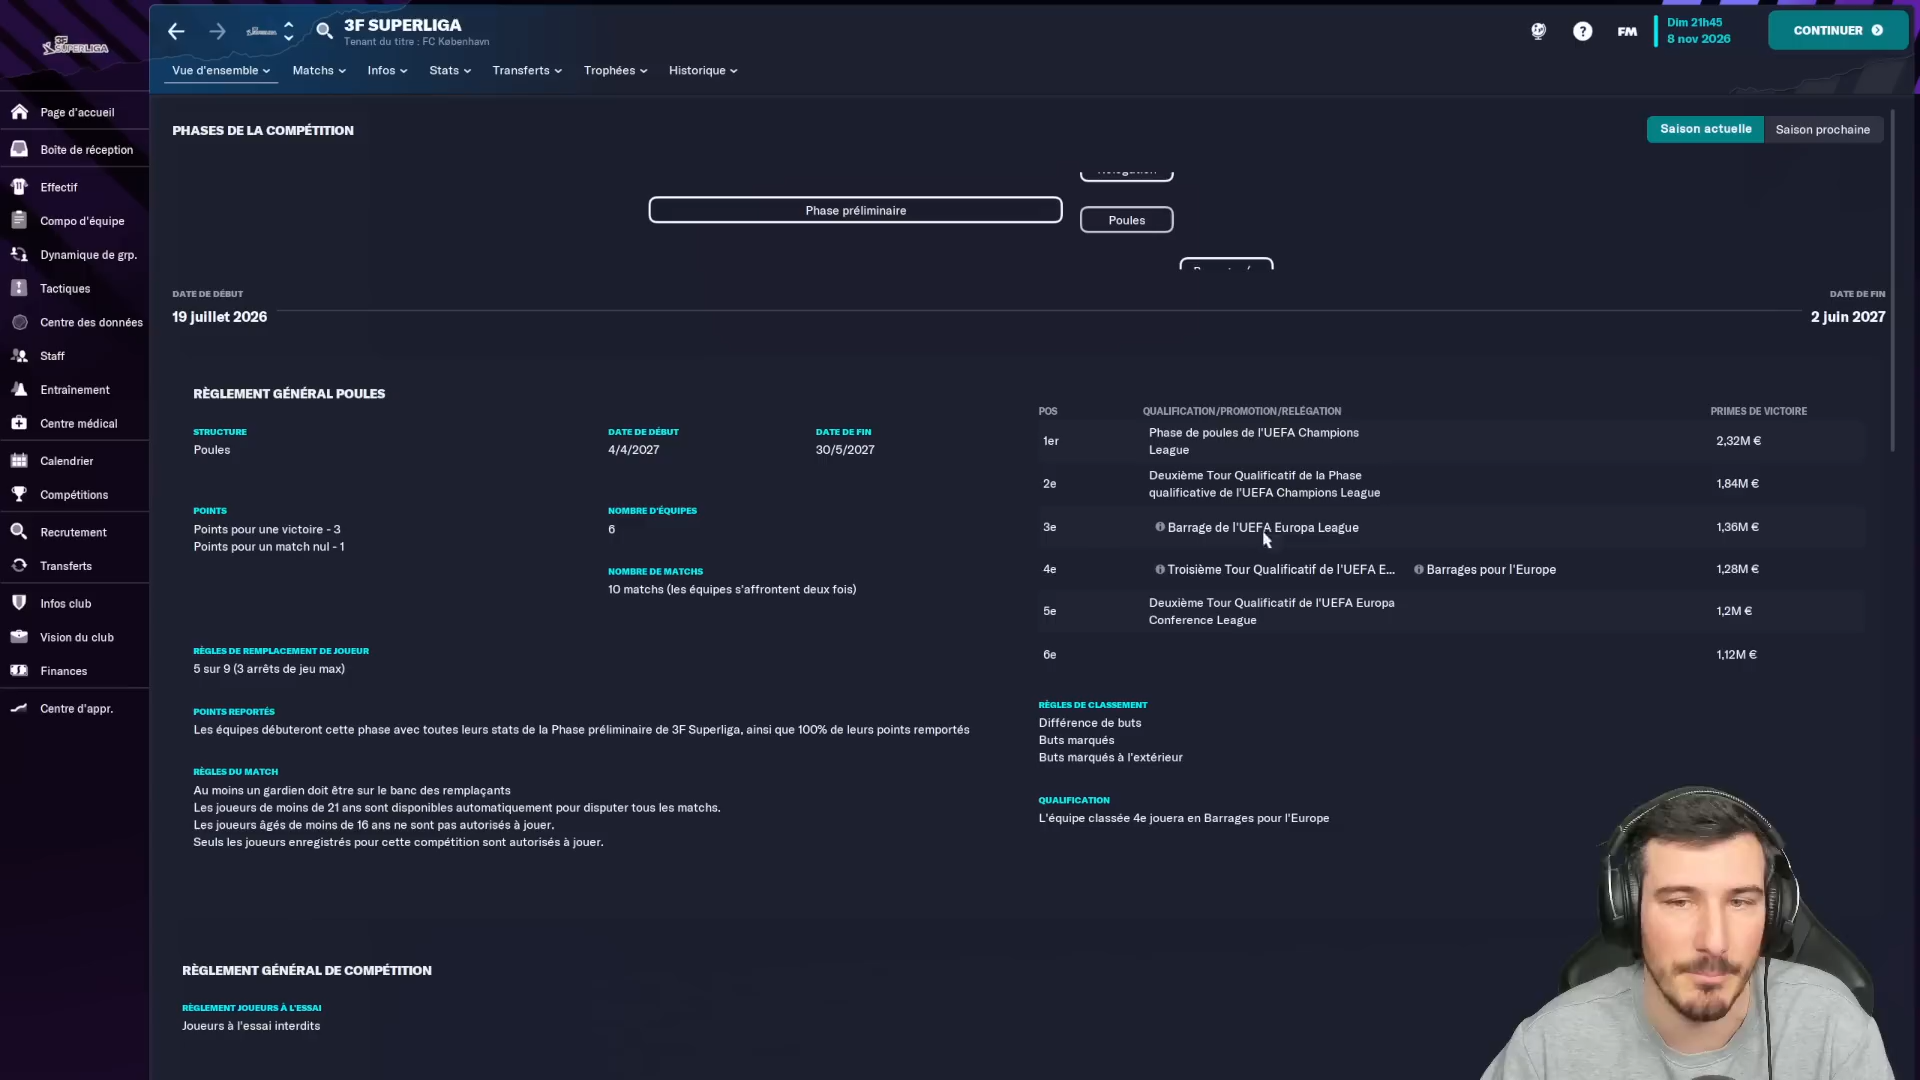 3F SUPERLIGA
Tenant du titre : FC København
Dim 21h45
8 nov 2026
CONTINUER
FM
Vue d'ensemble
Matchs
Infos
Stats
Transferts
Trophées
Historique
Page d'accueil
Boîte de réception
Effectif
Compo d'équipe
Dynamique de grp.
Tactiques
Centre des données
Staff
Entraînement
Centre médical
Calendrier
Compétitions
Recrutement
Transferts
Infos club
Vision du club
Finances
Centre d'appr.
PHASES DE LA COMPÉTITION
Saison actuelle
Saison prochaine
Phase préliminaire
Poules
DATE DE DÉBUT
19 juillet 2026
DATE DE FIN
2 juin 2027
RÈGLEMENT GÉNÉRAL POULES
STRUCTURE
Poules
DATE DE DÉBUT
4/4/2027
DATE DE FIN
30/5/2027
POINTS
Points pour une victoire - 3
Points pour un match nul - 1
NOMBRE D'ÉQUIPES
6
NOMBRE DE MATCHS
10 matchs (les équipes s'affrontent deux fois)
RÈGLES DE REMPLACEMENT DE JOUEUR
5 sur 9 (3 arrêts de jeu max)
POINTS REPORTÉS
Les équipes débuteront cette phase avec toutes leurs stats de la Phase préliminaire de 3F Superliga, ainsi que 100% de leurs points remportés
RÈGLES DU MATCH
Au moins un gardien doit être sur le banc des remplaçants
Les joueurs de moins de 21 ans sont disponibles automatiquement pour disputer tous les matchs.
Les joueurs âgés de moins de 16 ans ne sont pas autorisés à jouer.
Seuls les joueurs enregistrés pour cette compétition sont autorisés à jouer.
POS QUALIFICATION/PROMOTION/RELÉGATION PRIMES DE VICTOIRE
1er Phase de poules de l'UEFA Champions League 2,32M €
2e Deuxième Tour Qualificatif de la Phase qualificative de l'UEFA Champions League 1,84M €
3e Barrage de l'UEFA Europa League 1,36M €
4e Troisième Tour Qualificatif de l'UEFA E... Barrages pour l'Europe 1,28M €
5e Deuxième Tour Qualificatif de l'UEFA Europa Conference League 1,2M €
6e 1,12M €
RÈGLES DE CLASSEMENT
Différence de buts
Buts marqués
Buts marqués à l'extérieur
QUALIFICATION
L'équipe classée 4e jouera en Barrages pour l'Europe
RÈGLEMENT GÉNÉRAL DE COMPÉTITION
RÈGLEMENT JOUEURS À L'ESSAI
Joueurs à l'essai interdits